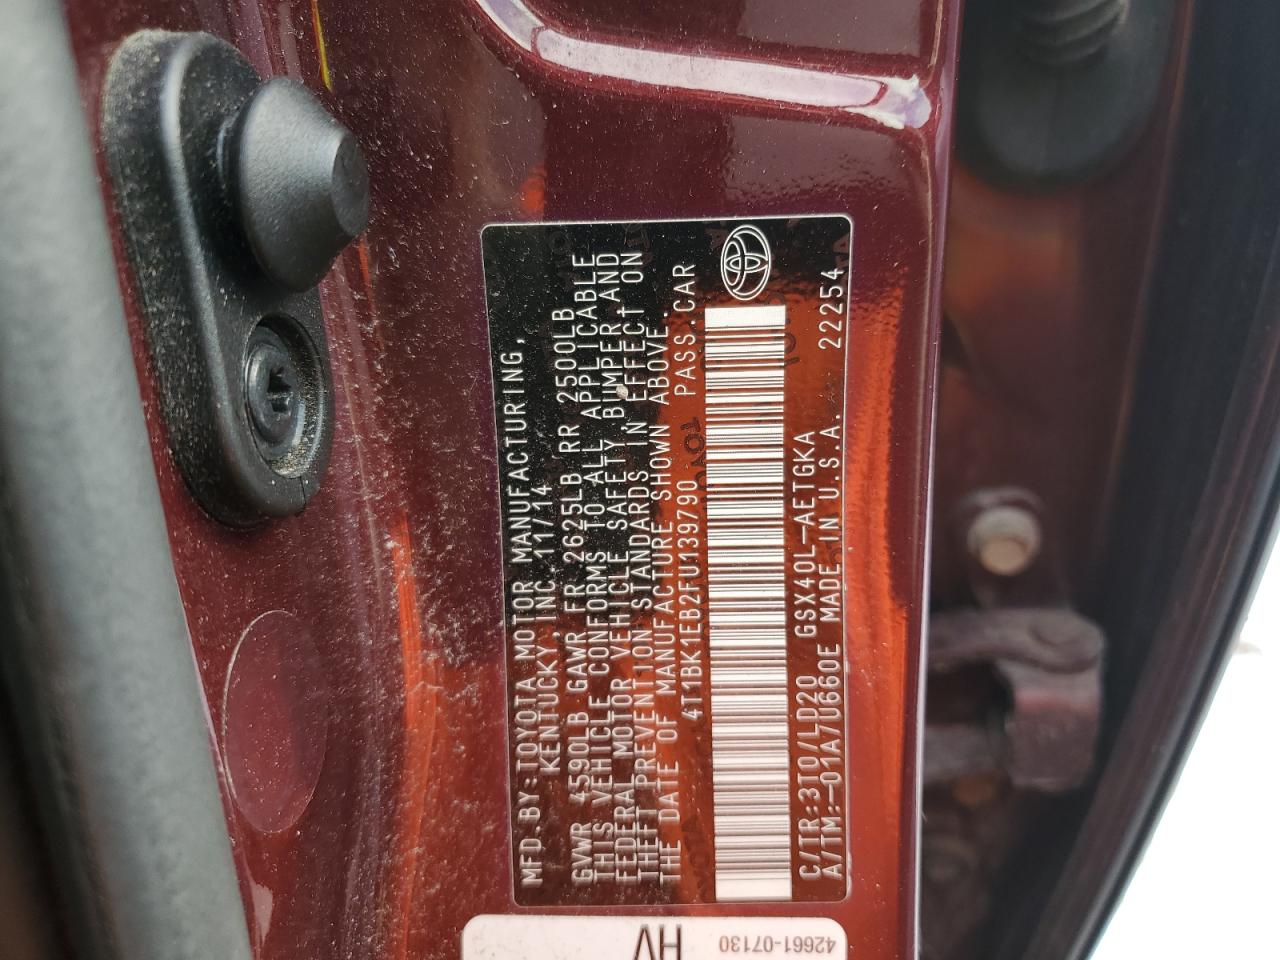 MFD. BY: TOYOTA MOTOR MANUFACTURING,
KENTUCKY, INC. 11/14
GVWR 4590LB GAWR FR 2625LB RR 2500LB
THIS VEHICLE CONFORMS TO ALL APPLICABLE
FEDERAL MOTOR VEHICLE SAFETY, BUMPER, AND
THEFT PREVENTION STANDARDS IN EFFECT ON
THE DATE OF MANUFACTURE SHOWN ABOVE.
4T1BK1EB2FU139790 PASS. CAR
C/TR: 3T0/LD20 GSX40L-AETGKA
A/TM: -01A/U660E MADE IN U.S.A. 22254
HV
42661-07130